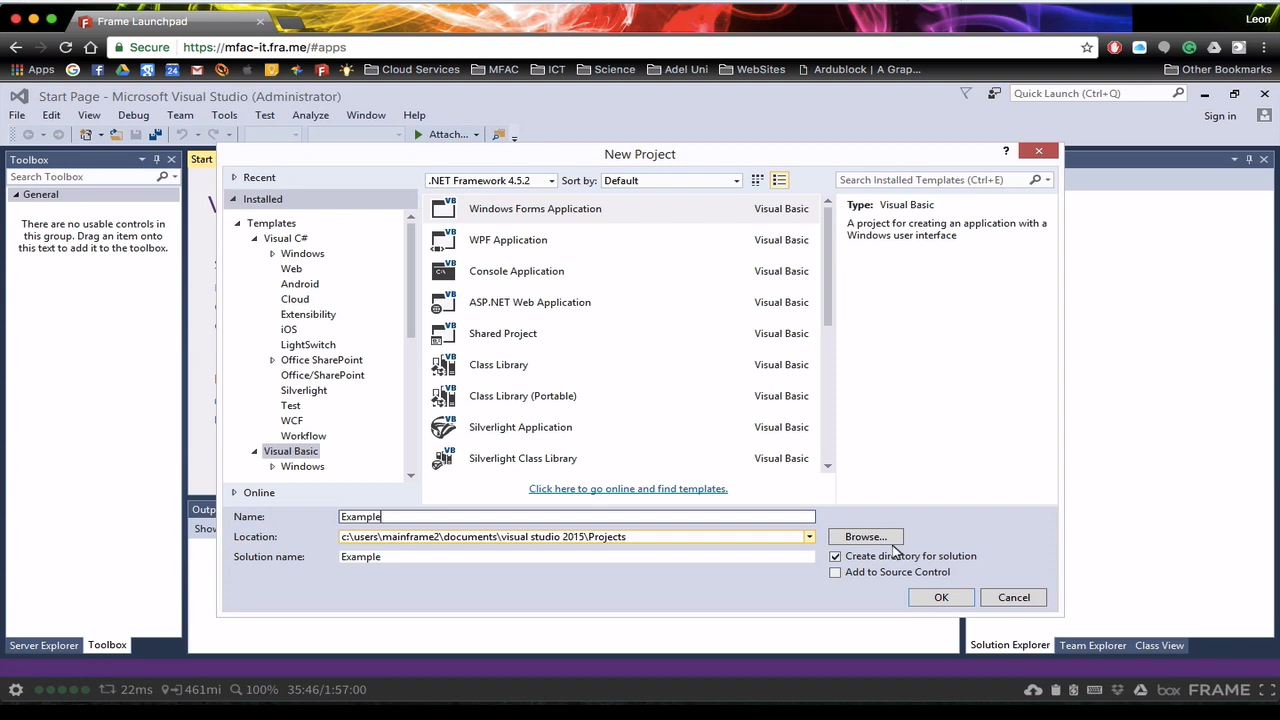 Frame Launchpad
Leon
Secure https://mfac-it.fra.me/#apps
Apps
Cloud Services MFAC ICT Science Adel Uni WebSites Ardublock | A Grap... Other Bookmarks
Start Page - Microsoft Visual Studio (Administrator) Quick Launch (Ctrl+Q)
File Edit View Debug Team Tools Test Analyze Window Help Sign in
Attach...
New Project
Toolbox Start
Search Toolbox
General
There are no usable controls in
this group. Drag an item onto
this text to add it to the toolbox.
Recent
.NET Framework 4.5.2 Sort by: Default Search Installed Templates (Ctrl+E)
Installed
Templates
Visual C#
Windows
Web
Android
Cloud
Extensibility
iOS
LightSwitch
Office SharePoint
Office/SharePoint
Silverlight
Test
WCF
Workflow
Visual Basic
Windows
Online
Windows Forms Application Visual Basic
WPF Application Visual Basic
Console Application Visual Basic
ASP.NET Web Application Visual Basic
Shared Project Visual Basic
Class Library Visual Basic
Class Library (Portable) Visual Basic
Silverlight Application Visual Basic
Silverlight Class Library Visual Basic
Click here to go online and find templates.
Type: Visual Basic
A project for creating an application with a
Windows user interface
Name: Example
Location: c:\users\mainframe2\documents\visual studio 2015\Projects Browse...
Solution name: Example
Create directory for solution
Add to Source Control
OK Cancel
Outp
Show
Server Explorer Toolbox Solution Explorer Team Explorer Class View
22ms 461mi 100% 35:46/1:57:00 box FRAME